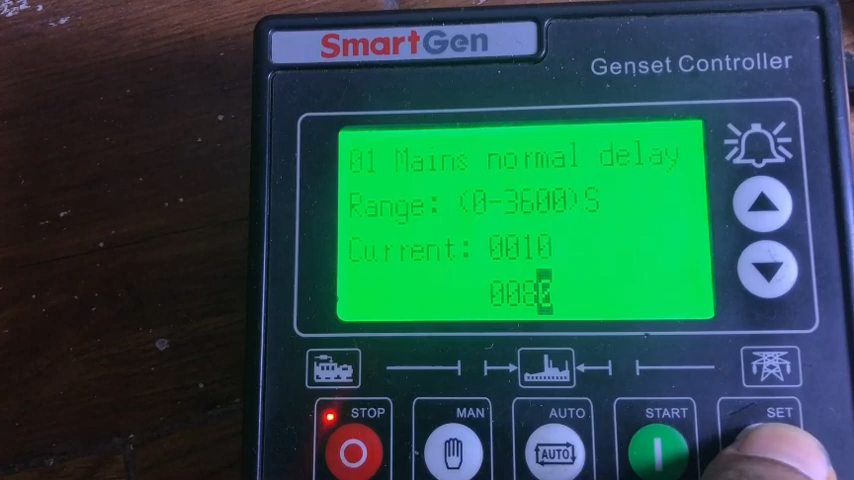 SmartGen
Genset Controller
01 Mains normal delay
Range: (0-3600)S
Current: 0010
0080
STOP
MAN
AUTO
START
SET
AUTO